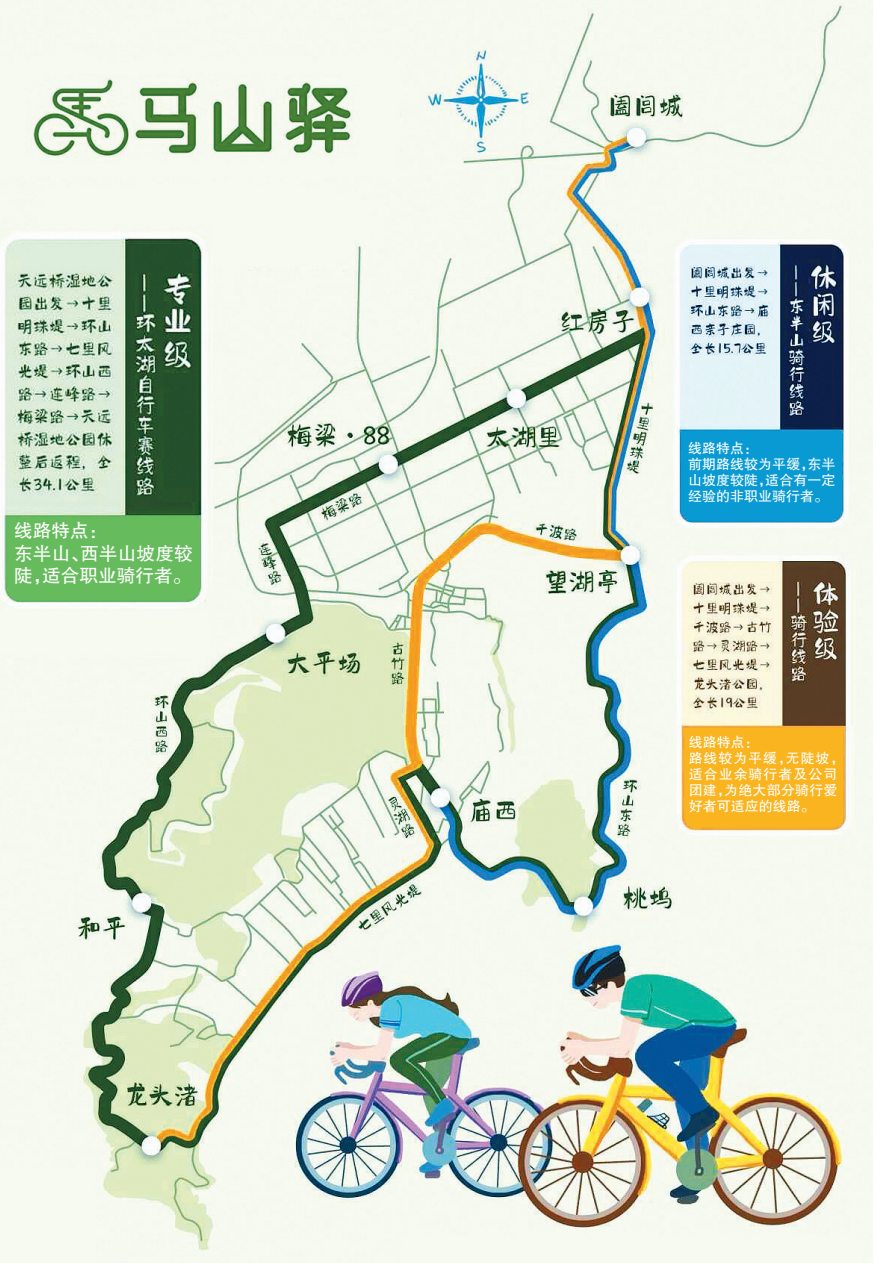 马山驿
N
W
E
S
阖闾城
专业级
——环太湖自行车赛线路
天远桥湿地公
园出发→十里
明珠堤→环山
东路→七里风
光堤→环山西
路→连峰路→
梅梁路→天远
桥湿地公园休
整后返程，全
长34.1公里
线路特点：
东半山、西半山坡度较
陡，适合职业骑行者。
休闲级
——东半山骑行线路
阖闾城出发→
十里明珠堤→
环山东路→庙
西亲子庄园，
全长15.7公里
线路特点：
前期路线较为平缓，东半
山坡度较陡，适合有一定
经验的非职业骑行者。
体验级
——骑行线路
阖闾城出发→
十里明珠堤→
千波路→古竹
路→灵湖路→
七里风光堤→
龙头渚公园，
全长19公里
线路特点：
路线较为平缓，无陡坡，
适合业余骑行者及公司
团建，为绝大部分骑行爱
好者可适应的线路。
红房子
太湖里
梅梁·88
十里明珠堤
梅梁路
连峰路
千波路
望湖亭
大平场
古竹路
环山西路
灵湖路
庙西
环山东路
桃坞
七里风光堤
和平
龙头渚